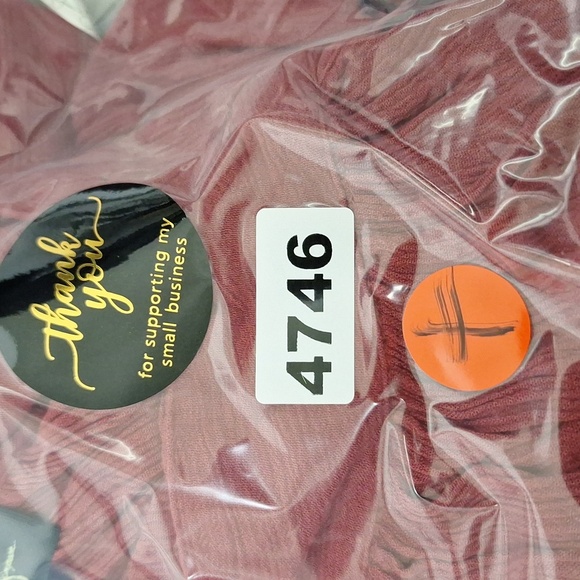 thank
you
for supporting my
small business
4746
+